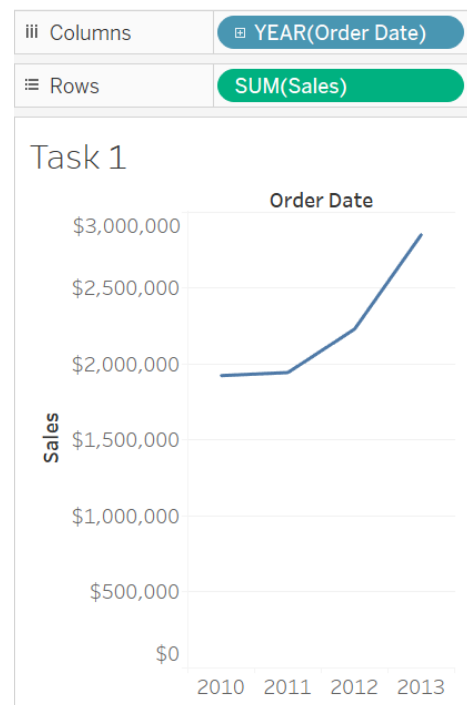 Columns YEAR(Order Date)
Rows SUM(Sales)
Task 1
Order Date
$3,000,000
$2,500,000
$2,000,000
$1,500,000
$1,000,000
$500,000
$0
Sales
2010 2011 2012 2013